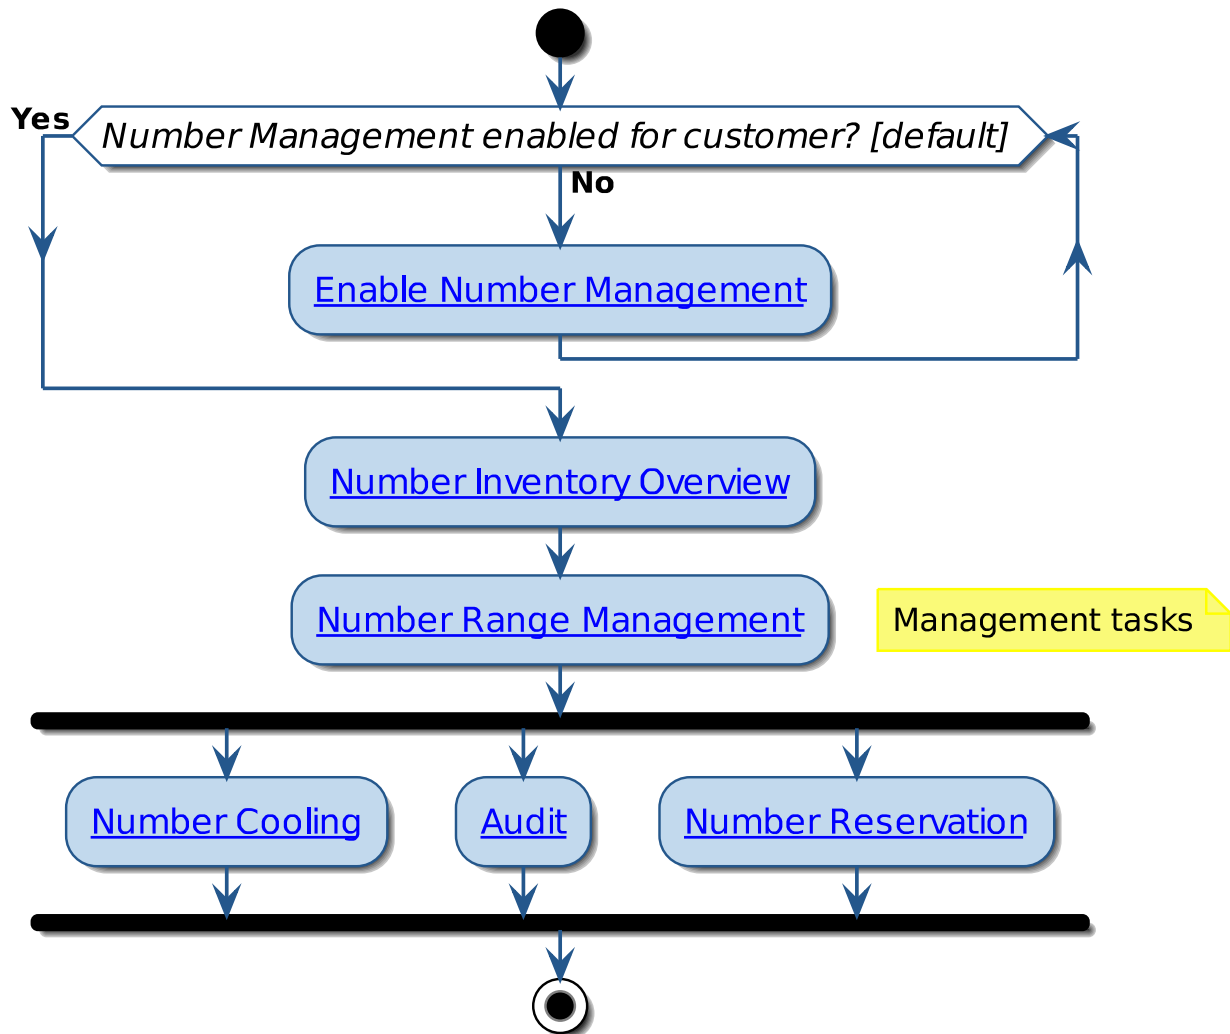 Yes
Number Management enabled for customer? [default]
No
Enable Number Management
Number Inventory Overview
Number Range Management
Management tasks
Number Cooling
Audit
Number Reservation